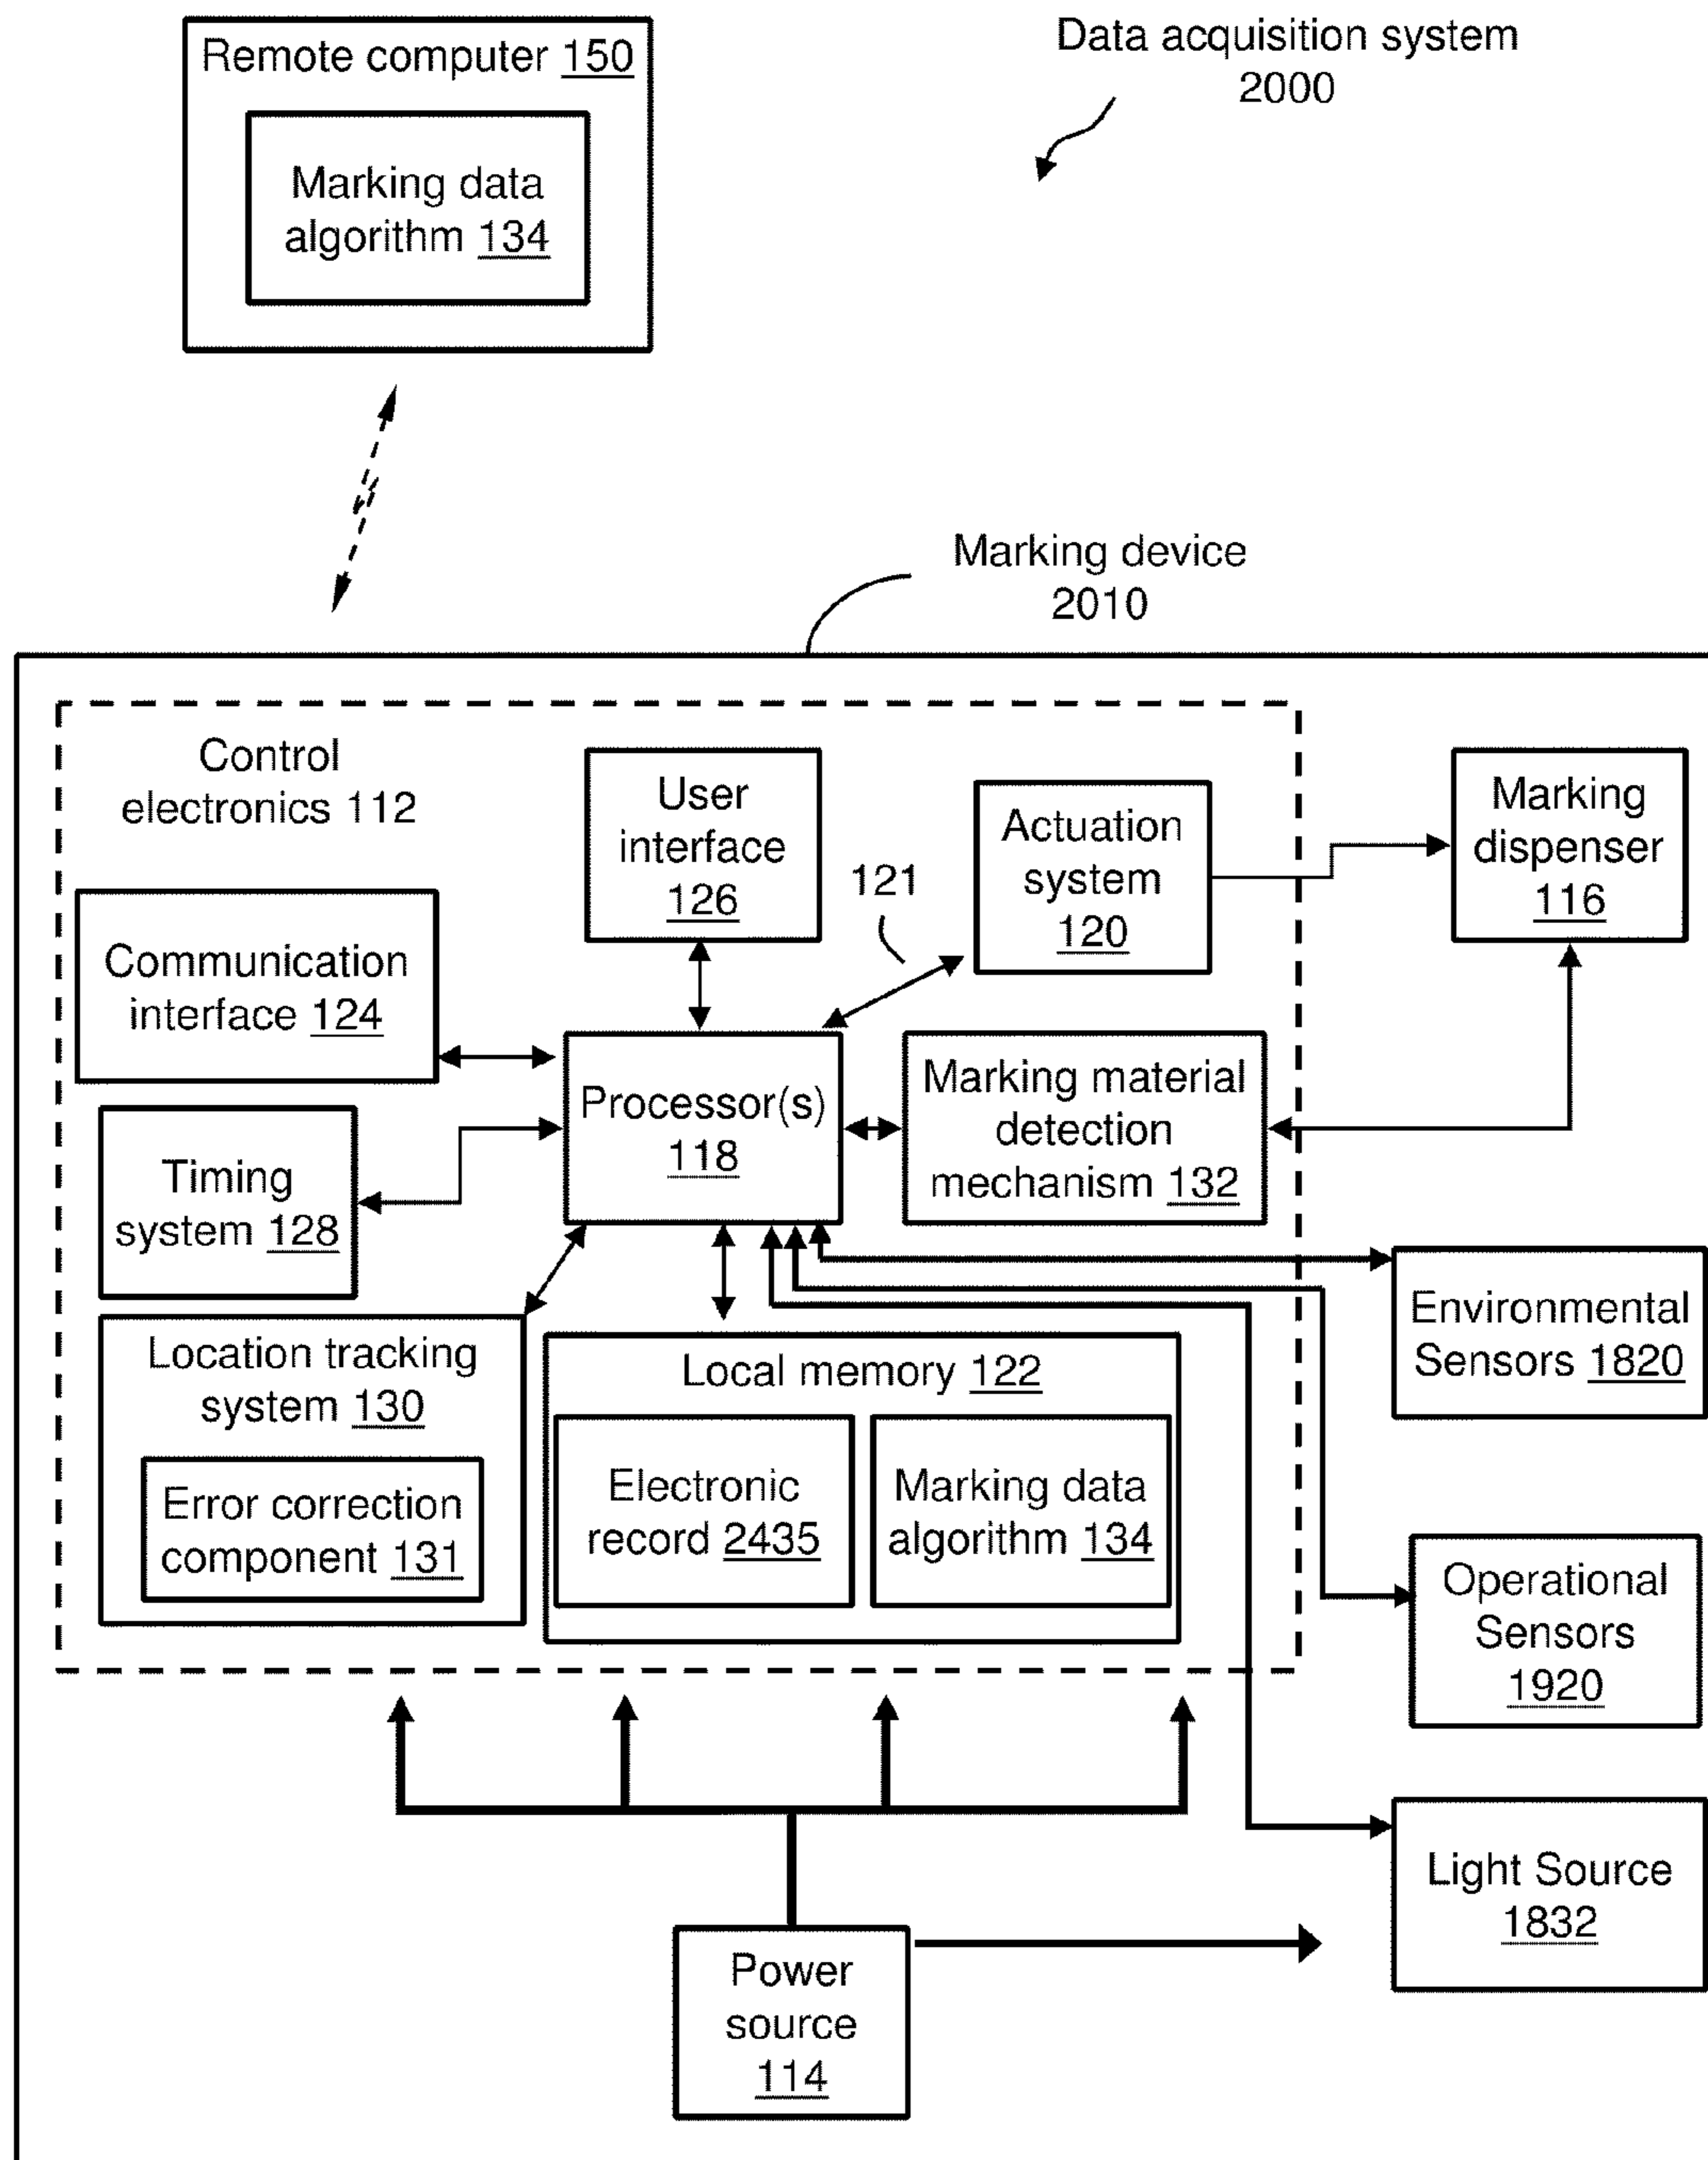 Remote computer 150
Marking data
algorithm 134
Data acquisition system
2000
Marking device
2010
Control
electronics 112
User
interface
126
Actuation
system
120
121
Marking
dispenser
116
Communication
interface 124
Processor(s)
118
Marking material
detection
mechanism 132
Timing
system 128
Environmental
Sensors 1820
Location tracking
system 130
Error correction
component 131
Local memory 122
Electronic
record 2435
Marking data
algorithm 134
Operational
Sensors
1920
Light Source
1832
Power
source
114